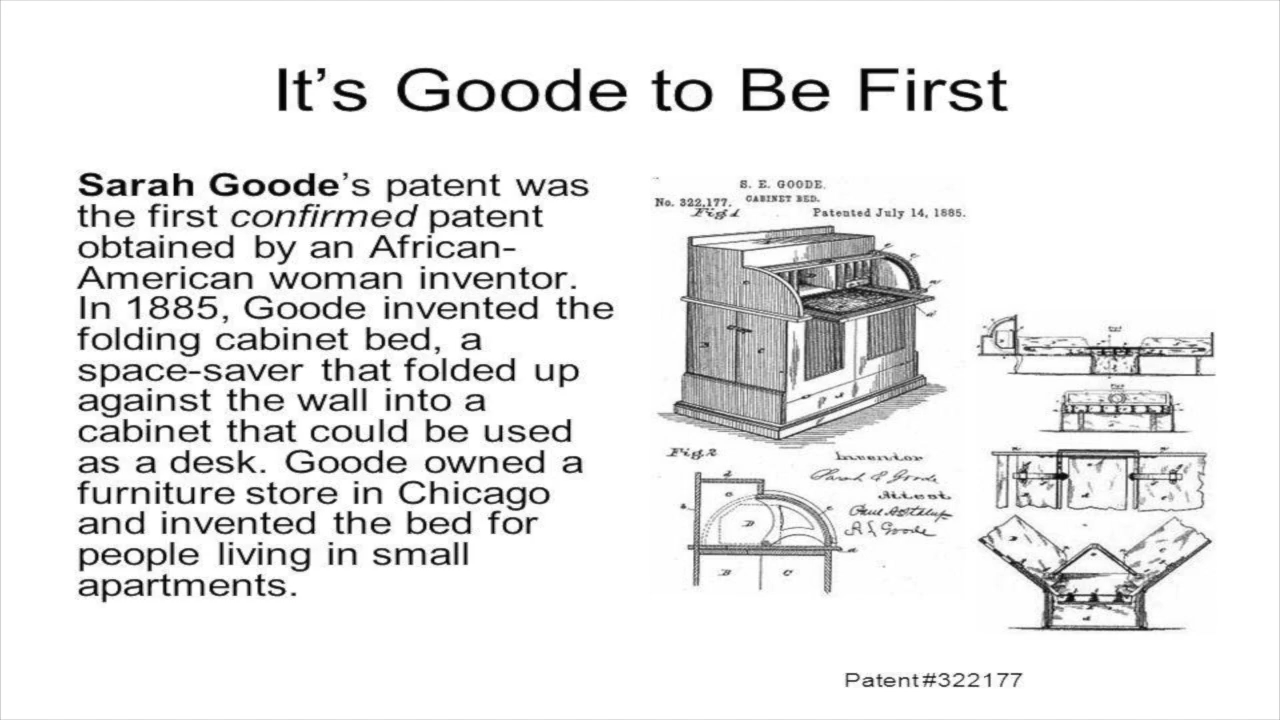 It's Goode to Be First
Sarah Goode's patent was
the first confirmed patent
obtained by an African-
American woman inventor.
In 1885, Goode invented the
folding cabinet bed, a
space-saver that folded up
against the wall into a
cabinet that could be used
as a desk. Goode owned a
furniture store in Chicago
and invented the bed for
people living in small
apartments.
S. E. GOODE.
CABINET BED.
No. 322,177.
Patented July 14, 1885.
Fig 1
Fig 2
Inventor
Sarah E. Goode
Attest
Patent#322177